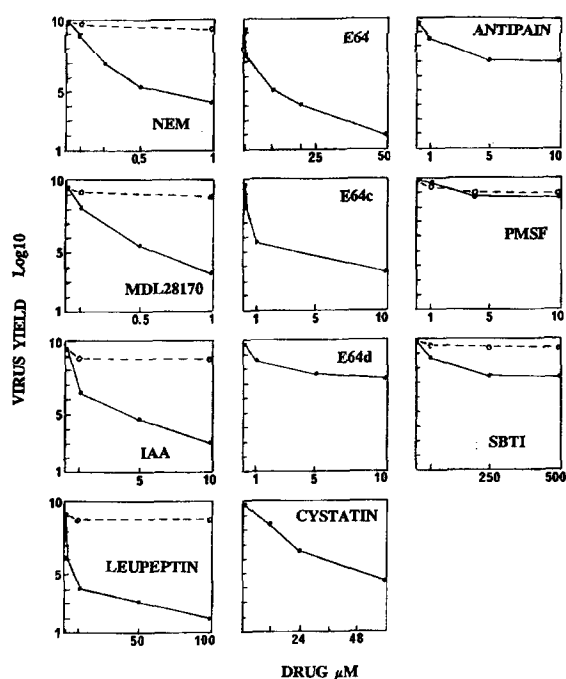 VIRUS YIELD Log10
10
5
1
0.5 1
NEM
E64
25 50
ANTIPAIN
1 5 10
10
5
1
0.5 1
MDL28170
E64c
1 5 10
PMSF
1 5 10
10
5
1
1 5 10
IAA
E64d
1 5 10
SBTI
250 500
10
5
1
50 100
LEUPEPTIN
CYSTATIN
24 48
DRUG μM